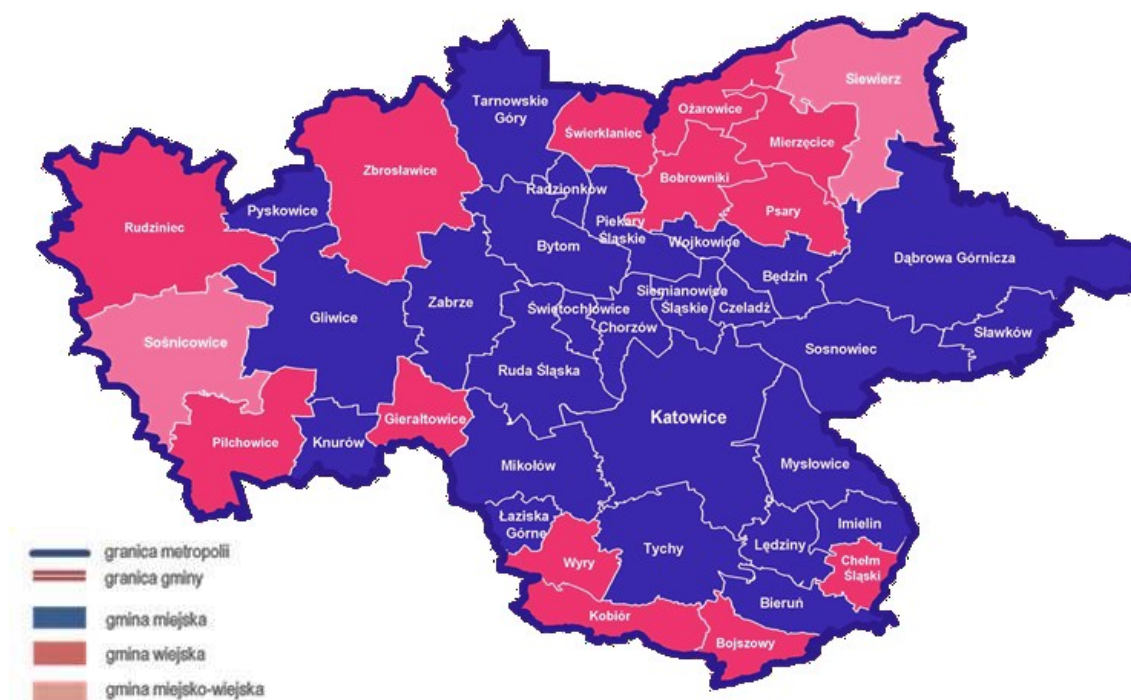 Siewierz
Tarnowskie
Góry
Ożarowice
Świerklaniec
Mierzęcice
Zbrosławice
Bobrowniki
Radzionków
Psary
Pyskowice
Rudziniec
Piekary
Śląskie
Wojkowice
Bytom
Dąbrowa Górnicza
Będzin
Zabrze
Siemianowice
Śląskie
Świętochłowice
Czeladź
Gliwice
Chorzów
Sławków
Sośnicowice
Sosnowiec
Ruda Śląska
Katowice
Gierałtowice
Pilchowice
Knurów
Mikołów
Mysłowice
Łaziska
Górne
Imielin
Tychy
Lędziny
Wyry
Chełm
Śląski
Bieruń
Kobiór
Bojszowy
granica metropolii
granica gminy
gmina miejska
gmina wiejska
gmina miejsko-wiejska